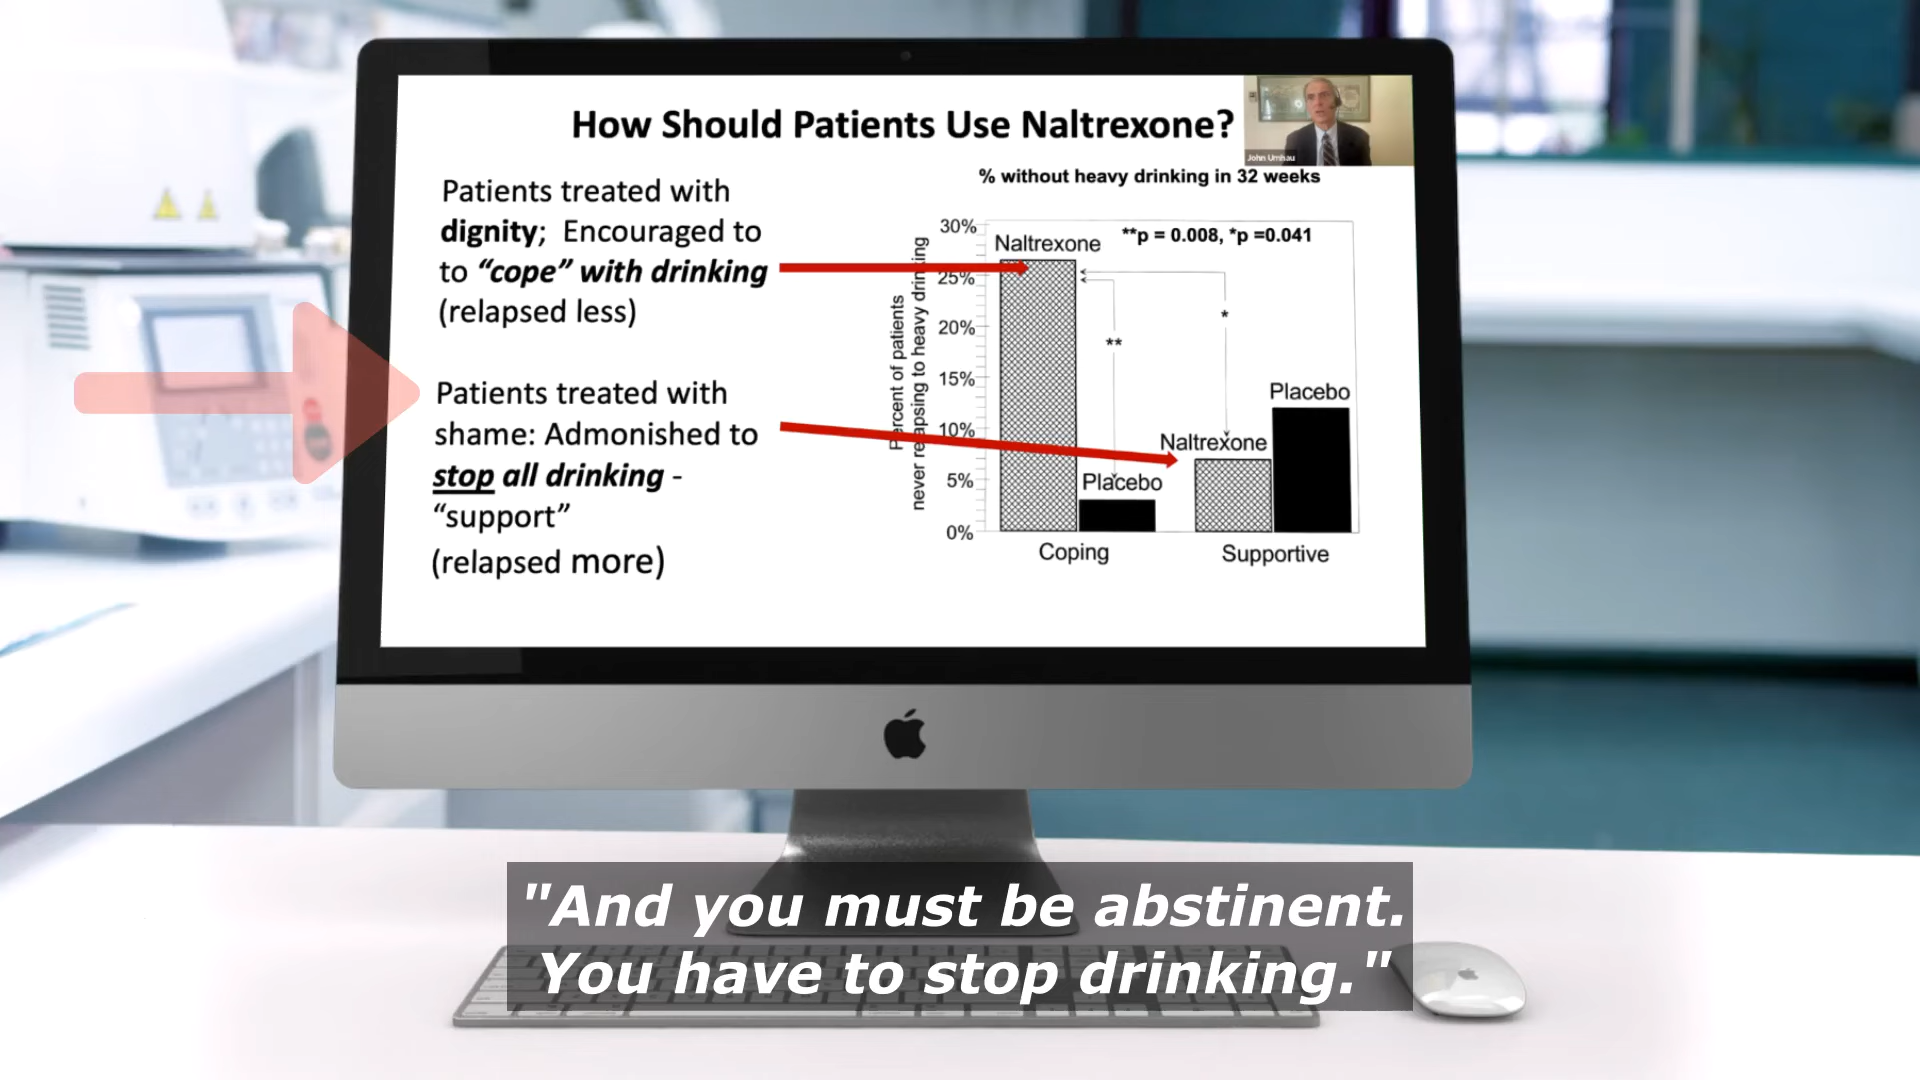 How Should Patients Use Naltrexone?
John Umhau
Patients treated with
dignity; Encouraged to
to “cope” with drinking
(relapsed less)
Patients treated with
shame: Admonished to
stop all drinking -
“support”
(relapsed more)
% without heavy drinking in 32 weeks
**p = 0.008, *p =0.041
Percent of patients
never relapsing to heavy drinking
30%
25%
20%
15%
10%
5%
0%
Naltrexone
Placebo
Naltrexone
Placebo
**
*
Coping
Supportive
"And you must be abstinent.
You have to stop drinking."